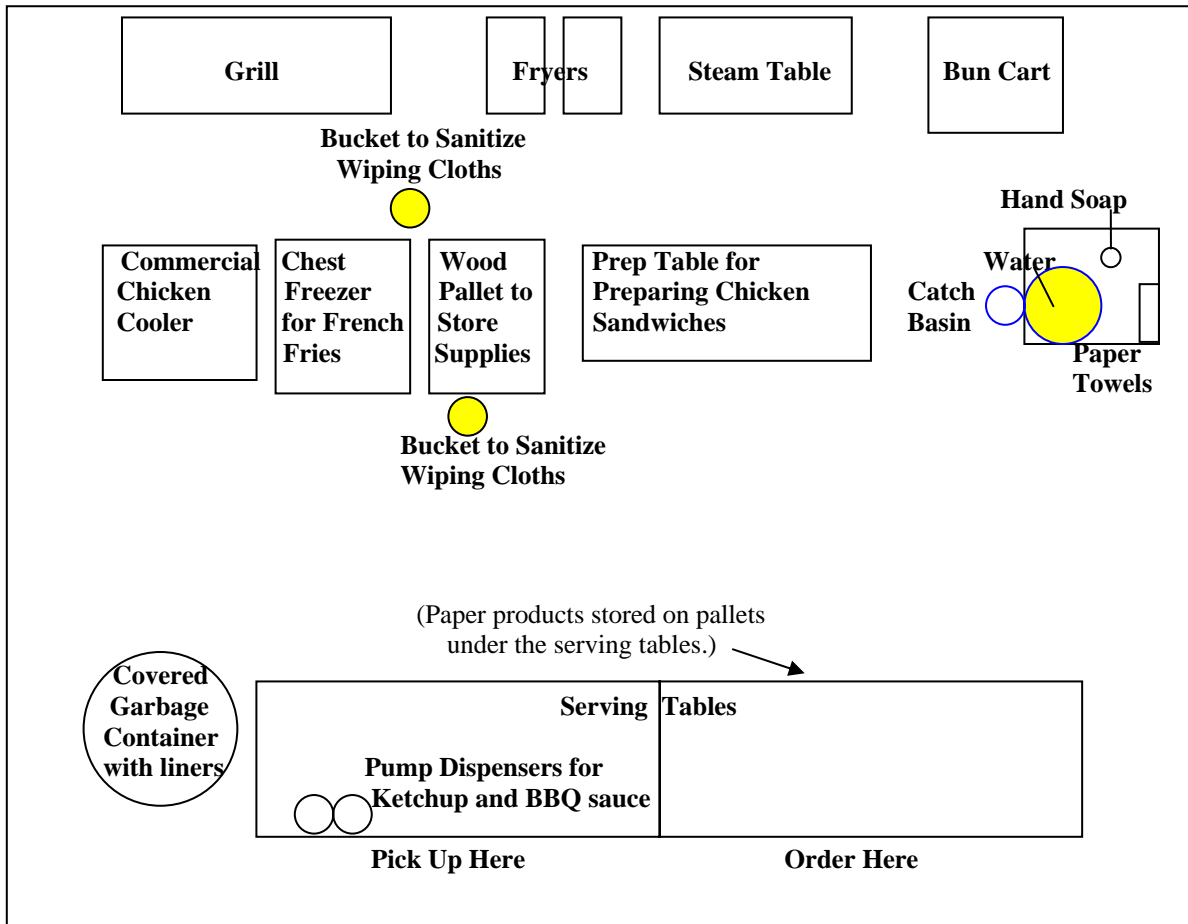 Grill
Fryers
Steam Table
Bun Cart
Bucket to Sanitize
Wiping Cloths
Hand Soap
Commercial
Chicken
Cooler
Chest
Freezer
for French
Fries
Wood
Pallet to
Store
Supplies
Prep Table for
Preparing Chicken
Sandwiches
Water
Catch
Basin
Paper
Towels
Bucket to Sanitize
Wiping Cloths
(Paper products stored on pallets
under the serving tables.)
Covered
Garbage
Container
with liners
Serving Tables
Pump Dispensers for
Ketchup and BBQ sauce
Pick Up Here
Order Here